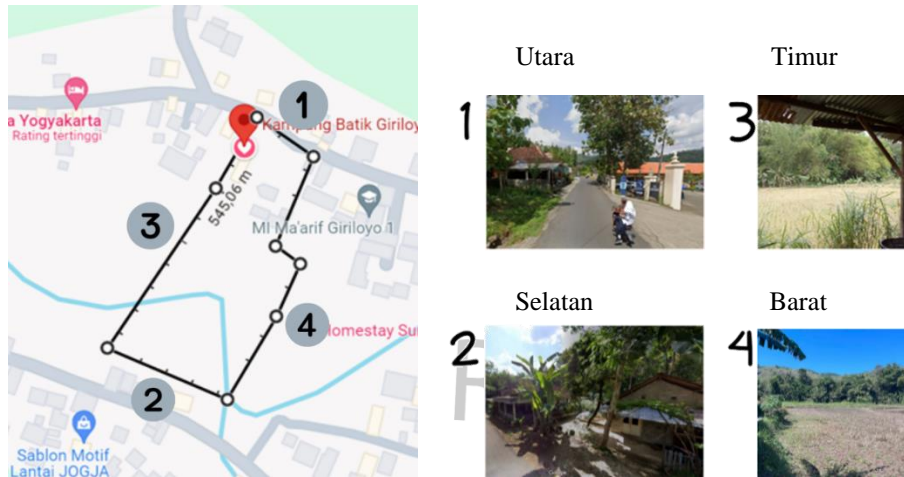 a Yogyakarta
Rating tertinggi
1
Kampung Batik Giriloy
545,06 m
3
MI Ma'arif Giriloyo 1
4
Homestay Su
2
Sablon Motif
Lantai JOGJA
Utara
Timur
1
3
Selatan
Barat
2
4